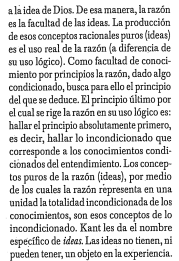 a la idea de Dios. De esa manera, la razón
es la facultad de las ideas. La producción
de esos conceptos racionales puros (ideas)
es el uso real de la razón (a diferencia de
su uso lógico). Como facultad de conoci-
miento por principios la razón, dado algo
condicionado, busca para ello el principio
del que se deduce. El principio último por
el cual se rige la razón en su uso lógico es:
hallar el principio absolutamente primero,
es decir, hallar lo incondicionado que
corresponde a los conocimientos condi-
cionados del entendimiento. Los concep-
tos puros de la razón (ideas), por medio
de los cuales la razón representa en una
unidad la totalidad incondicionada de los
conocimientos, son esos conceptos de lo
incondicionado. Kant les da el nombre
específico de ideas. Las ideas no tienen, ni
pueden tener, un objeto en la experiencia.